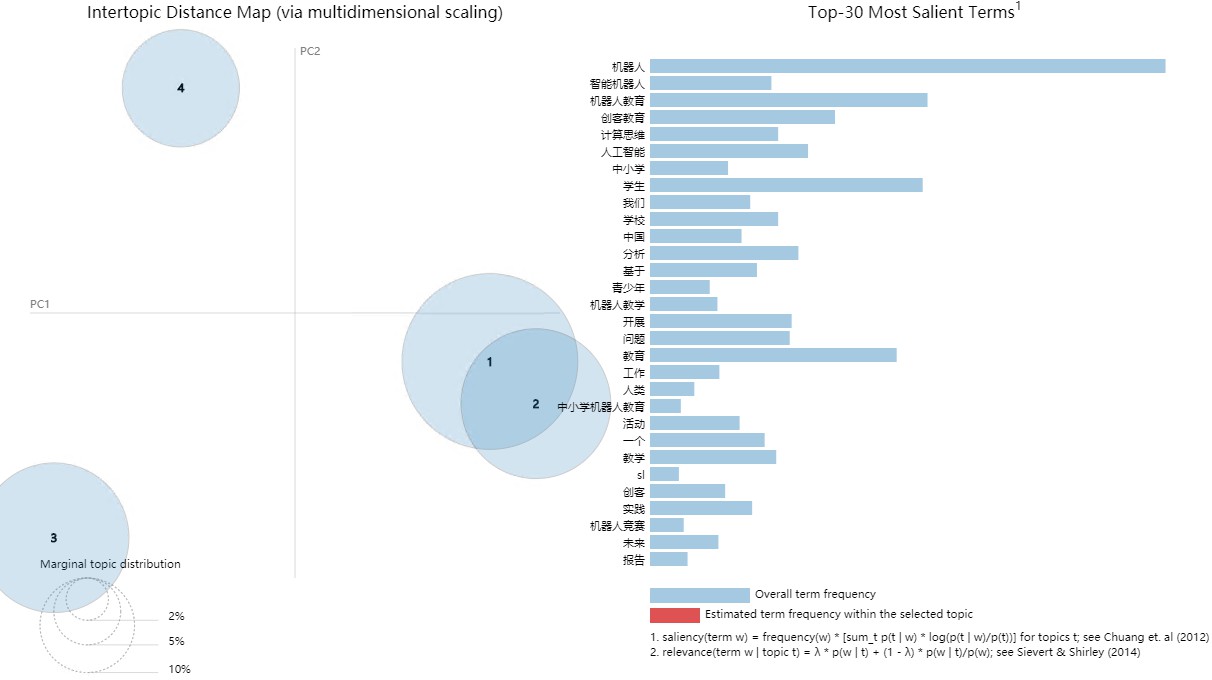 Intertopic Distance Map (via multidimensional scaling)
PC2
PC1
4
1
2
3
Marginal topic distribution
2%
5%
10%
Top-30 Most Salient Terms1
机器人
智能机器人
机器人教育
创客教育
计算思维
人工智能
中小学
学生
我们
学校
中国
分析
基于
青少年
机器人教学
开展
问题
教育
工作
人类
中小学机器人教育
活动
一个
教学
sl
创客
实践
机器人竞赛
未来
报告
Overall term frequency
Estimated term frequency within the selected topic
1. saliency(term w) = frequency(w) * [sum_t p(t | w) * log(p(t | w)/p(t))] for topics t; see Chuang et. al (2012)
2. relevance(term w | topic t) = λ * p(w | t) + (1 - λ) * p(w | t)/p(w); see Sievert & Shirley (2014)